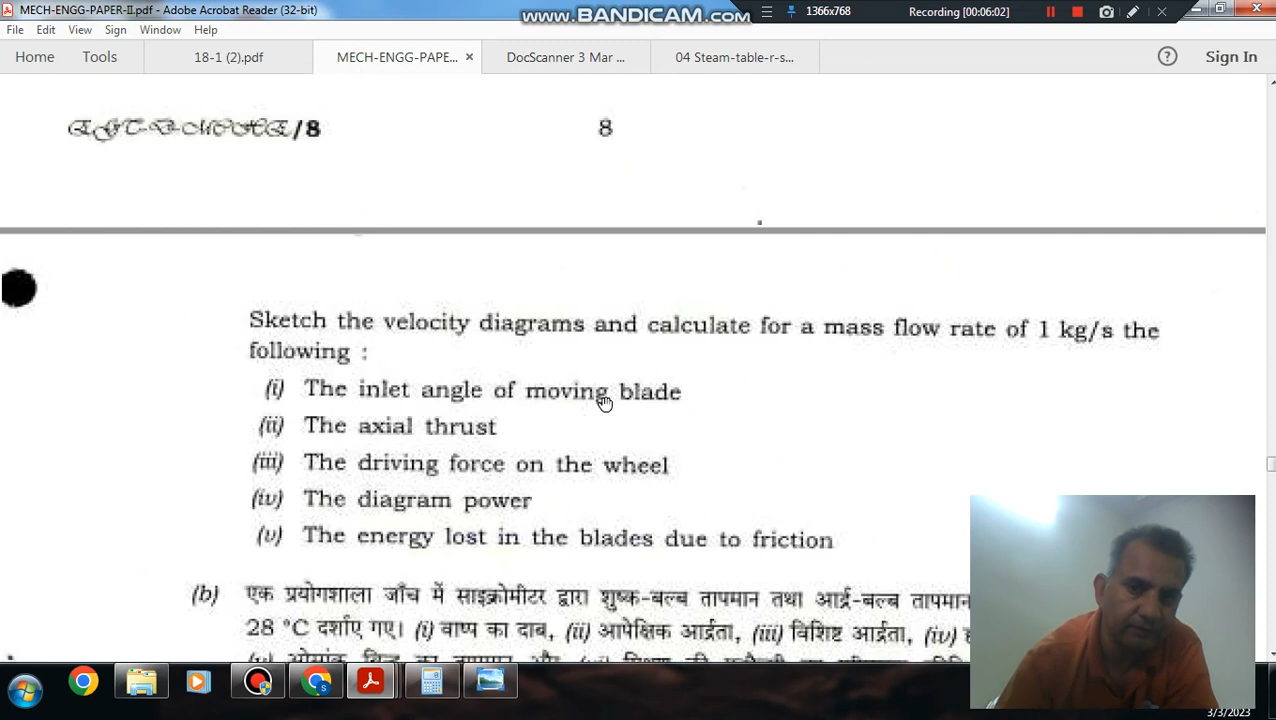 MECH-ENGG-PAPER-II.pdf - Adobe Acrobat Reader (32-bit)
www.BANDICAM.com
1366x768
Recording [00:06:02]
File Edit View Sign Window Help
Home Tools 18-1 (2).pdf MECH-ENGG-PAPE... × DocScanner 3 Mar ... 04 Steam-table-r-s... ? Sign In
EGT-D-MCHE/8 8
Sketch the velocity diagrams and calculate for a mass flow rate of 1 kg/s the
following :
(i) The inlet angle of moving blade
(ii) The axial thrust
(iii) The driving force on the wheel
(iv) The diagram power
(v) The energy lost in the blades due to friction
(b) एक प्रयोगशाला जाँच में साइक्रोमीटर द्वारा शुष्क-बल्ब तापमान तथा आर्द्र-बल्ब तापमान
28 °C दर्शाए गए। (i) वाष्प का दाब, (ii) आपेक्षिक आर्द्रता, (iii) विशिष्ट आर्द्रता, (iv)
3/3/2023